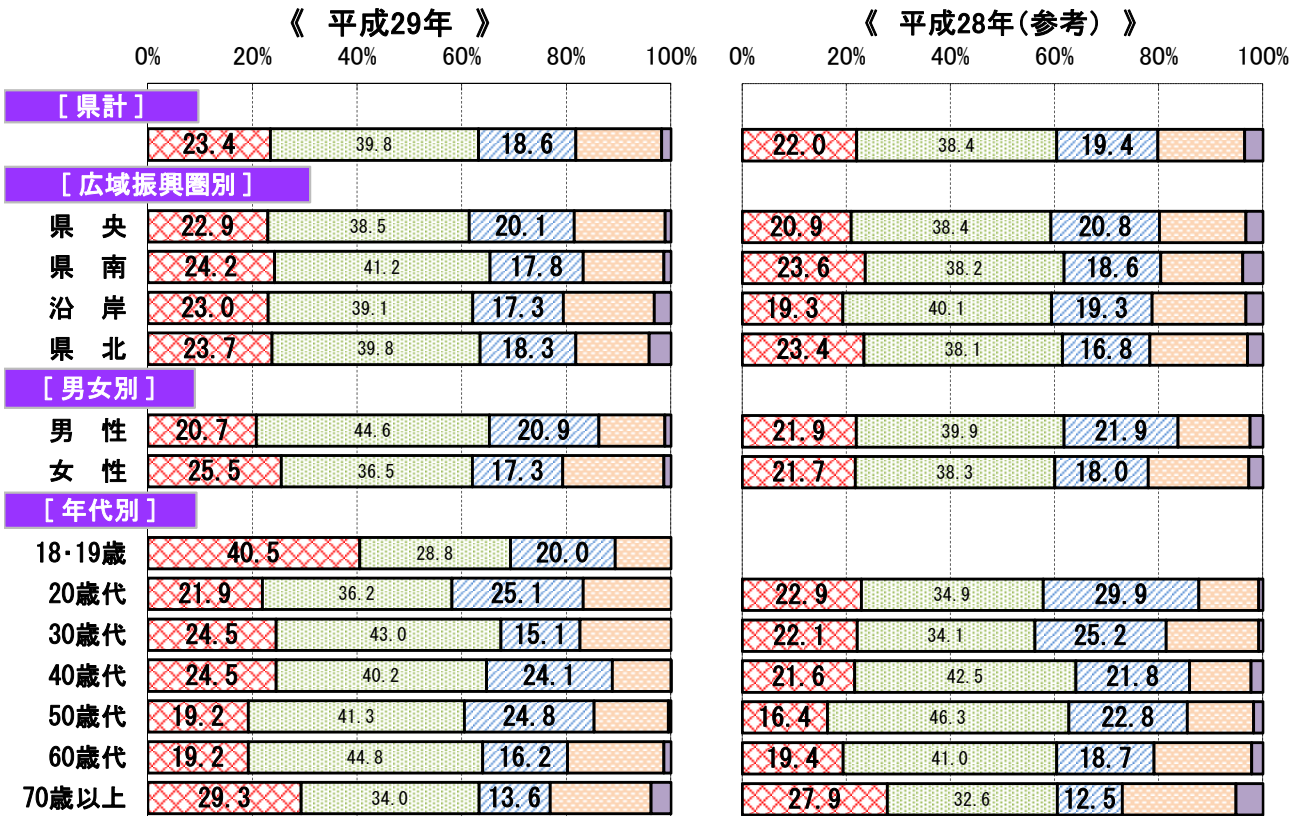 《 平成29年 》 《 平成28年（参考） 》
0% 20% 40% 60% 80% 100% 0% 20% 40% 60% 80% 100%
[ 県計 ]
23.4 39.8 18.6 22.0 38.4 19.4
[ 広域振興圏別 ]
県 央 22.9 38.5 20.1 20.9 38.4 20.8
県 南 24.2 41.2 17.8 23.6 38.2 18.6
沿 岸 23.0 39.1 17.3 19.3 40.1 19.3
県 北 23.7 39.8 18.3 23.4 38.1 16.8
[ 男女別 ]
男 性 20.7 44.6 20.9 21.9 39.9 21.9
女 性 25.5 36.5 17.3 21.7 38.3 18.0
[ 年代別 ]
18･19歳 40.5 28.8 20.0
20歳代 21.9 36.2 25.1 22.9 34.9 29.9
30歳代 24.5 43.0 15.1 22.1 34.1 25.2
40歳代 24.5 40.2 24.1 21.6 42.5 21.8
50歳代 19.2 41.3 24.8 16.4 46.3 22.8
60歳代 19.2 44.8 16.2 19.4 41.0 18.7
70歳以上 29.3 34.0 13.6 27.9 32.6 12.5